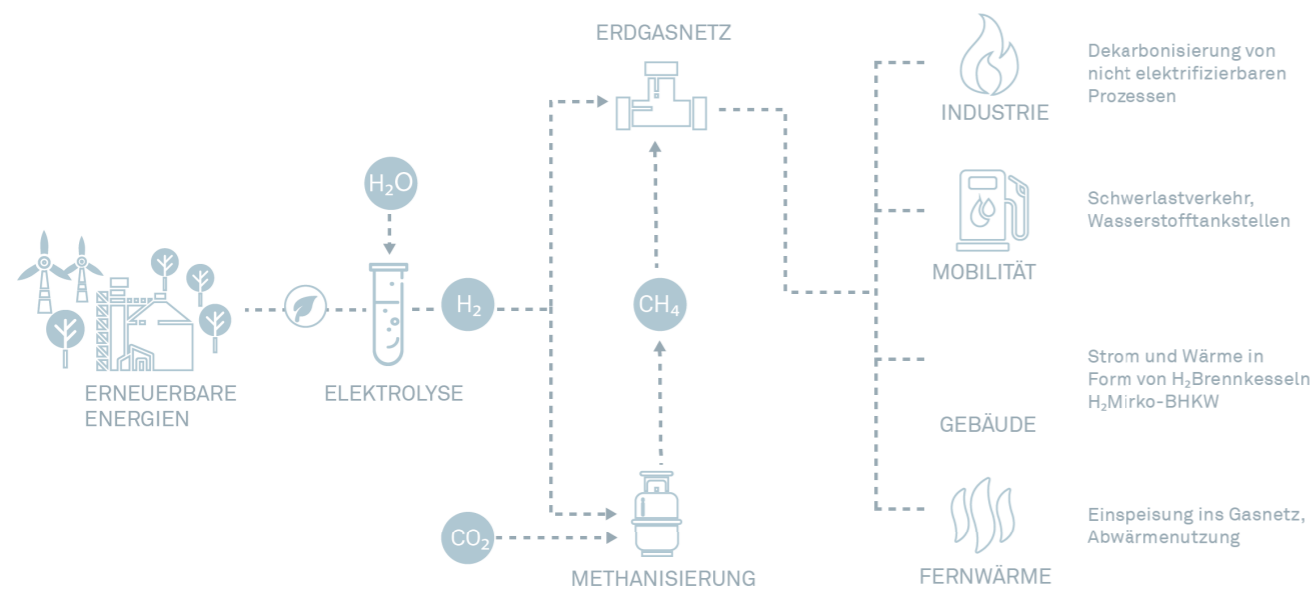 ERDGASNETZ
INDUSTRIE
Dekarbonisierung von
nicht elektrifizierbaren
Prozessen
H₂O
MOBILITÄT
Schwerlastverkehr,
Wasserstofftankstellen
ERNEUERBARE
ENERGIEN
ELEKTROLYSE
H₂
CH₄
GEBÄUDE
Strom und Wärme in
Form von H₂Brennkesseln
H₂Mirko-BHKW
CO₂
METHANISIERUNG
FERNWÄRME
Einspeisung ins Gasnetz,
Abwärmenutzung